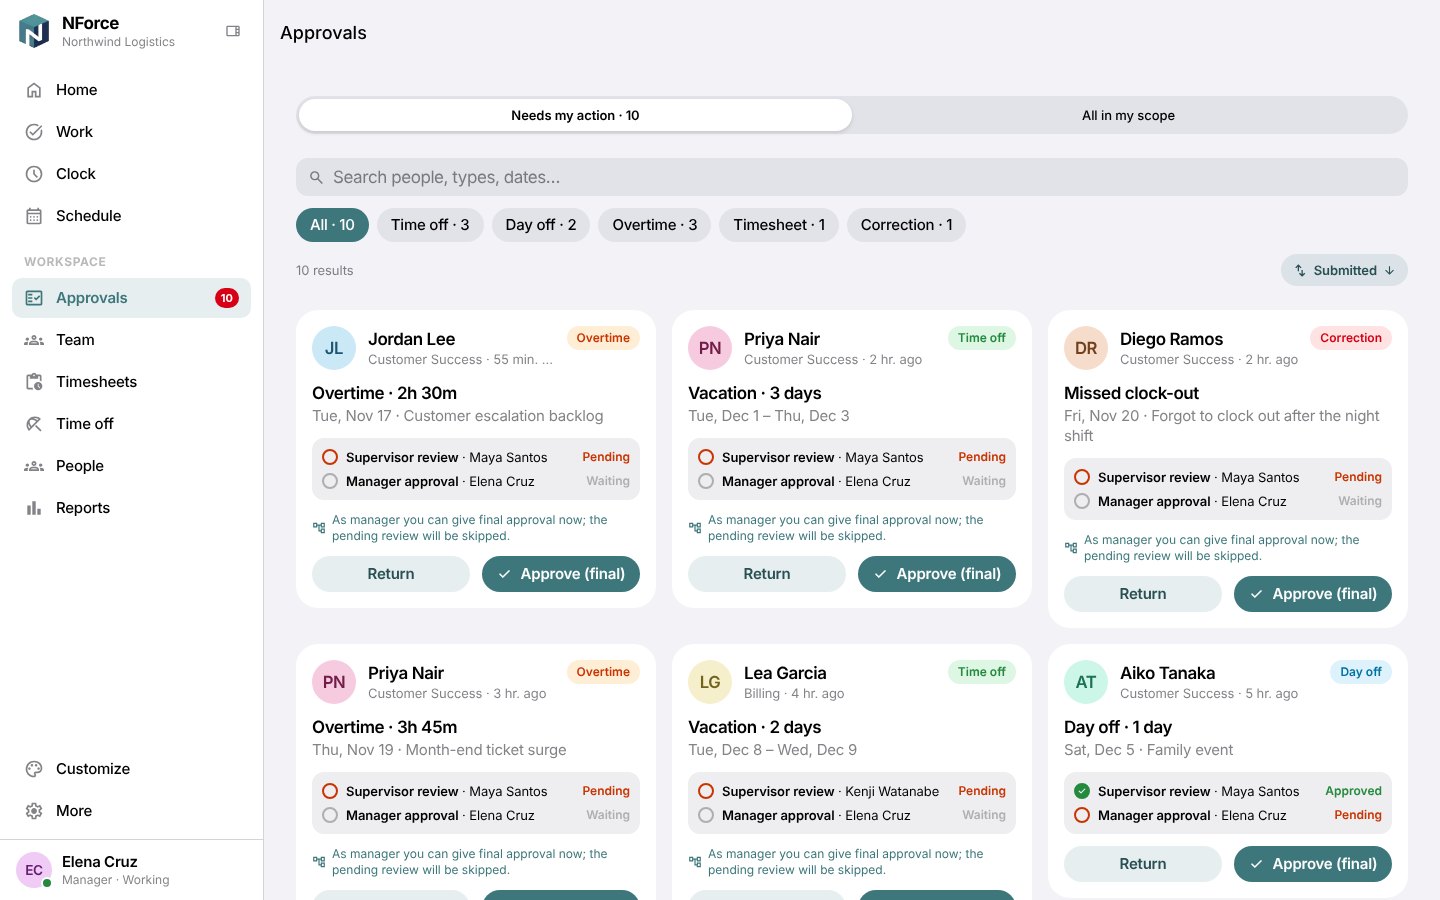 NForce
Northwind Logistics
Home
Work
Clock
Schedule
WORKSPACE
Approvals 10
Team
Timesheets
Time off
People
Reports
Customize
More
EC
Elena Cruz
Manager · Working
Approvals
Needs my action · 10
All in my scope
Search people, types, dates...
All · 10
Time off · 3
Day off · 2
Overtime · 3
Timesheet · 1
Correction · 1
10 results
Submitted
JL
Jordan Lee
Overtime
Customer Success · 55 min. ...
Overtime · 2h 30m
Tue, Nov 17 · Customer escalation backlog
Supervisor review · Maya Santos Pending
Manager approval · Elena Cruz Waiting
As manager you can give final approval now; the
pending review will be skipped.
Return
Approve (final)
PN
Priya Nair
Time off
Customer Success · 2 hr. ago
Vacation · 3 days
Tue, Dec 1 – Thu, Dec 3
Supervisor review · Maya Santos Pending
Manager approval · Elena Cruz Waiting
As manager you can give final approval now; the
pending review will be skipped.
Return
Approve (final)
DR
Diego Ramos
Correction
Customer Success · 2 hr. ago
Missed clock-out
Fri, Nov 20 · Forgot to clock out after the night
shift
Supervisor review · Maya Santos Pending
Manager approval · Elena Cruz Waiting
As manager you can give final approval now; the
pending review will be skipped.
Return
Approve (final)
PN
Priya Nair
Overtime
Customer Success · 3 hr. ago
Overtime · 3h 45m
Thu, Nov 19 · Month-end ticket surge
Supervisor review · Maya Santos Pending
Manager approval · Elena Cruz Waiting
As manager you can give final approval now; the
pending review will be skipped.
LG
Lea Garcia
Time off
Billing · 4 hr. ago
Vacation · 2 days
Tue, Dec 8 – Wed, Dec 9
Supervisor review · Kenji Watanabe Pending
Manager approval · Elena Cruz Waiting
As manager you can give final approval now; the
pending review will be skipped.
AT
Aiko Tanaka
Day off
Customer Success · 5 hr. ago
Day off · 1 day
Sat, Dec 5 · Family event
Supervisor review · Maya Santos Approved
Manager approval · Elena Cruz Pending
Return
Approve (final)